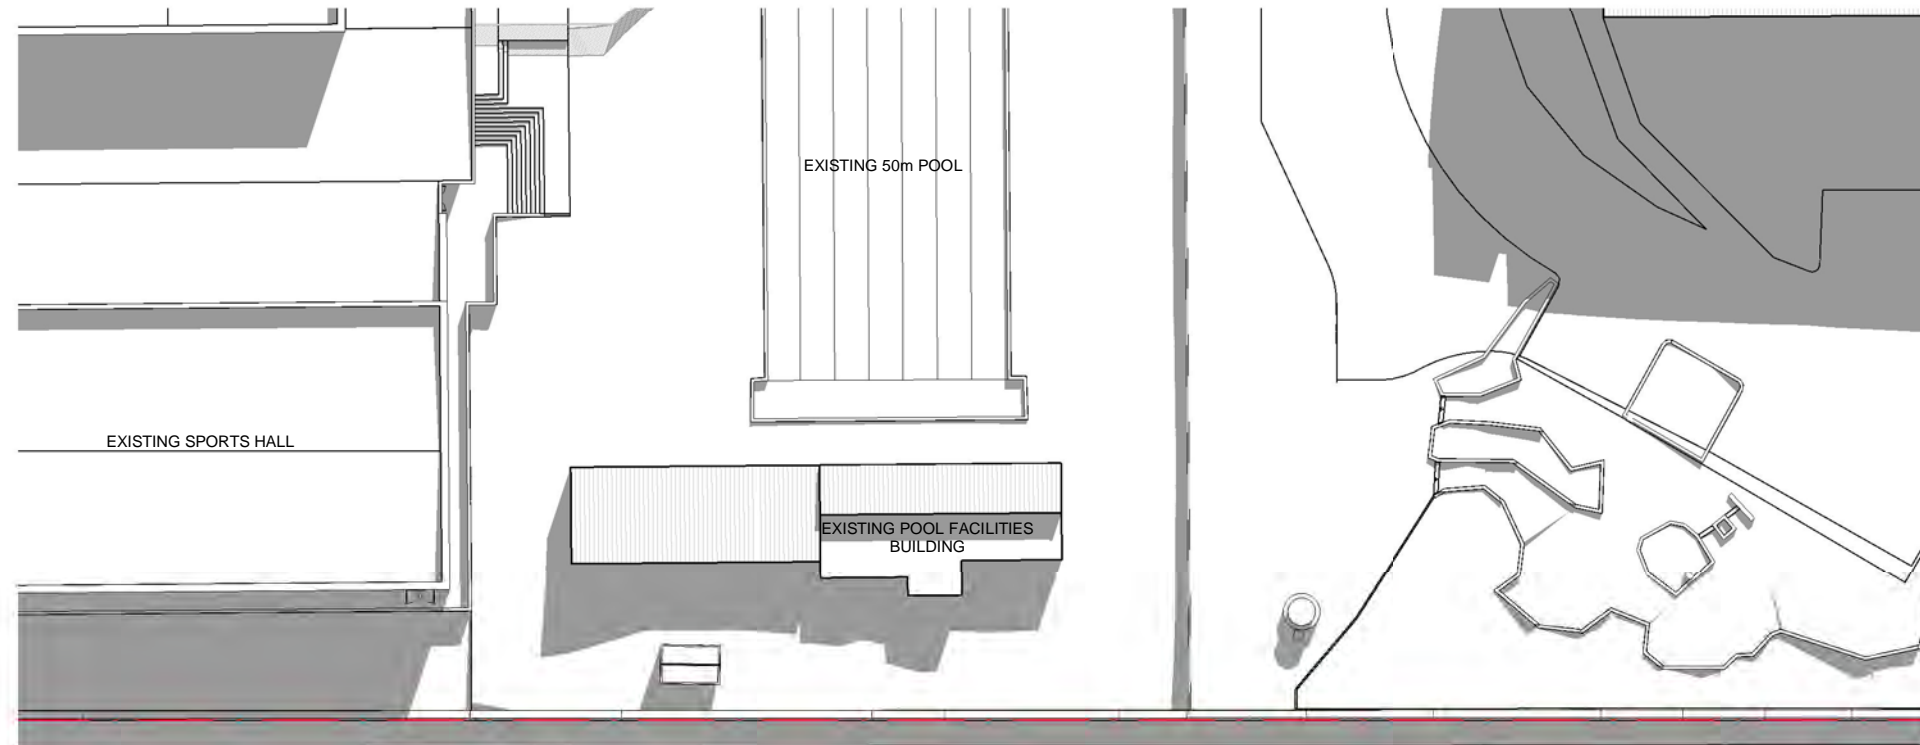 EXISTING 50m POOL
EXISTING SPORTS HALL
EXISTING POOL FACILITIES
BUILDING